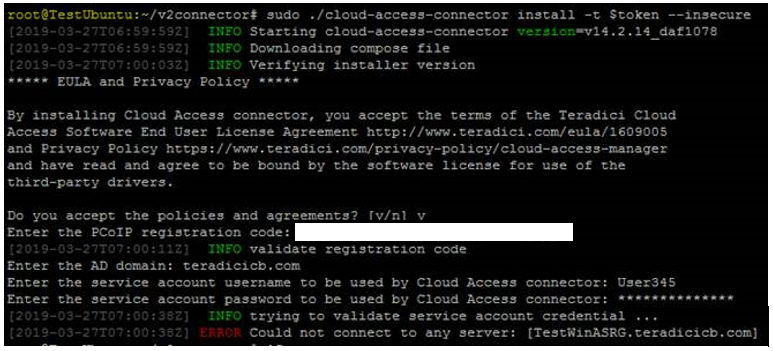 root@TestUbuntu:~/v2connector# sudo ./cloud-access-connector install -t $token --insecure
[2019-03-27T06:59:59Z]  INFO Starting cloud-access-connector version=v14.2.14_daf1078
[2019-03-27T06:59:59Z]  INFO Downloading compose file
[2019-03-27T07:00:03Z]  INFO Verifying installer version
***** EULA and Privacy Policy *****
By installing Cloud Access connector, you accept the terms of the Teradici Cloud
Access Software End User License Agreement http://www.teradici.com/eula/1609005
and Privacy Policy https://www.teradici.com/privacy-policy/cloud-access-manager
and have read and agree to be bound by the software license for use of the
third-party drivers.
Do you accept the policies and agreements? [y/n] y
Enter the PCoIP registration code:
[2019-03-27T07:00:11Z]  INFO validate registration code
Enter the AD domain: teradicicb.com
Enter the service account username to be used by Cloud Access connector: User345
Enter the service account password to be used by Cloud Access connector: **************
[2019-03-27T07:00:38Z]  INFO trying to validate service account credential ...
[2019-03-27T07:00:38Z] ERROR Could not connect to any server: [TestWinASRG.teradicicb.com]